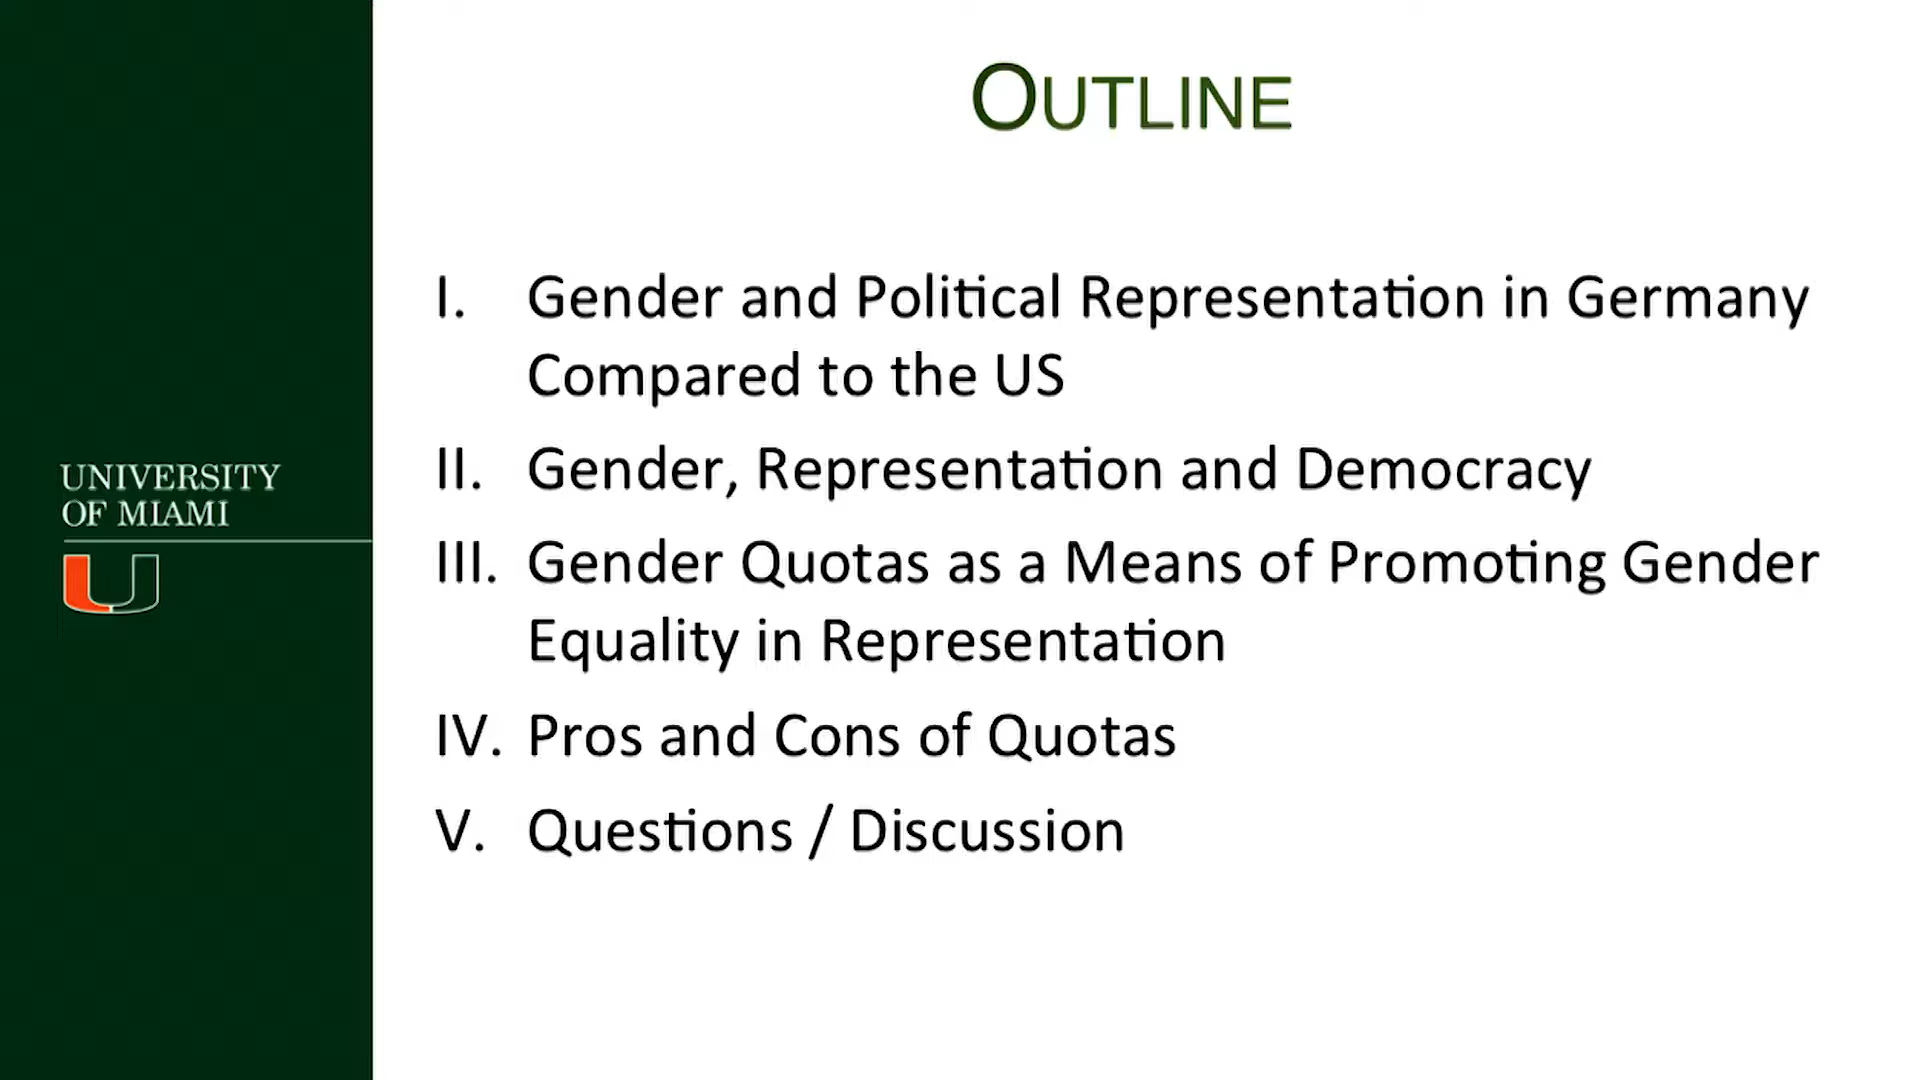 OUTLINE
I. Gender and Political Representation in Germany
Compared to the US
II. Gender, Representation and Democracy
III. Gender Quotas as a Means of Promoting Gender
Equality in Representation
IV. Pros and Cons of Quotas
V. Questions / Discussion
UNIVERSITY
OF MIAMI